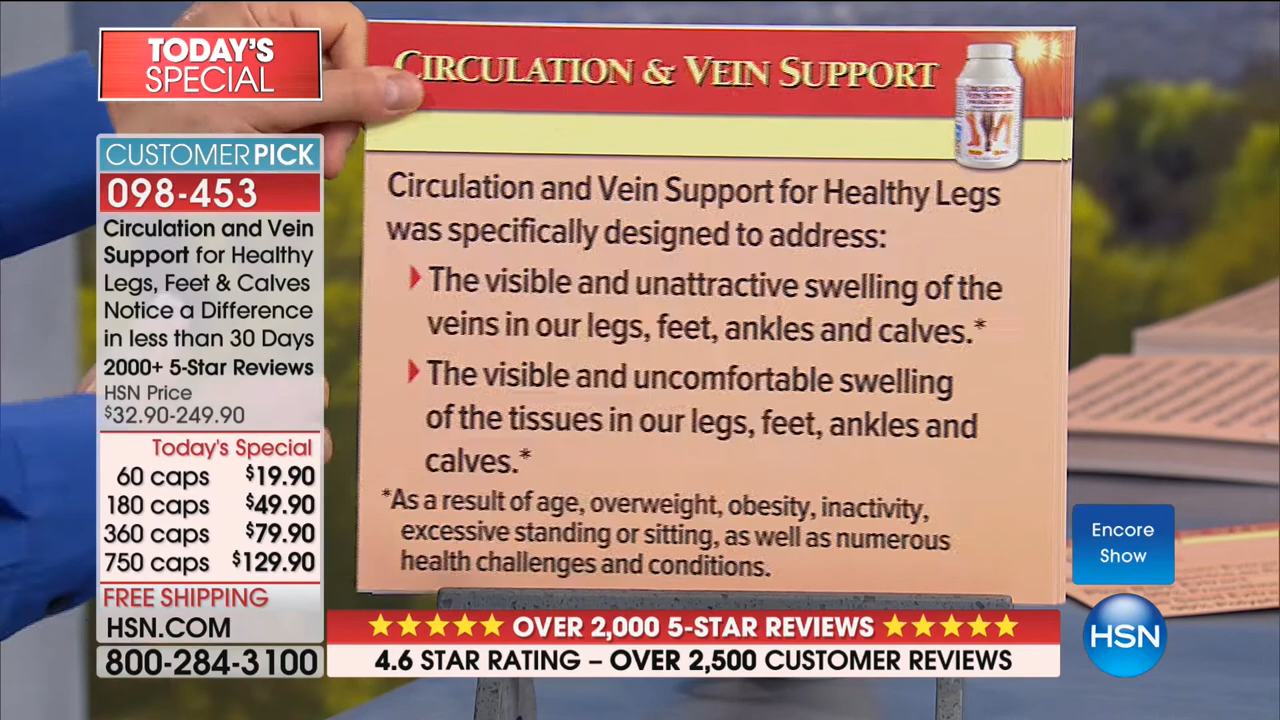 TODAY'S
SPECIAL
CUSTOMER PICK
098-453
Circulation and Vein
Support for Healthy
Legs, Feet & Calves
Notice a Difference
in less than 30 Days
2000+ 5-Star Reviews
HSN Price
$32.90-249.90
Today's Special
60 caps $19.90
180 caps $49.90
360 caps $79.90
750 caps $129.90
FREE SHIPPING
HSN.COM
800-284-3100
CIRCULATION & VEIN SUPPORT
VEIN SUPPORT
Circulation and Vein Support for Healthy Legs
was specifically designed to address:
The visible and unattractive swelling of the
veins in our legs, feet, ankles and calves.*
The visible and uncomfortable swelling
of the tissues in our legs, feet, ankles and
calves.*
*As a result of age, overweight, obesity, inactivity,
excessive standing or sitting, as well as numerous
health challenges and conditions.
Encore
Show
HSN
★★★★★ OVER 2,000 5-STAR REVIEWS ★★★★★
4.6 STAR RATING – OVER 2,500 CUSTOMER REVIEWS